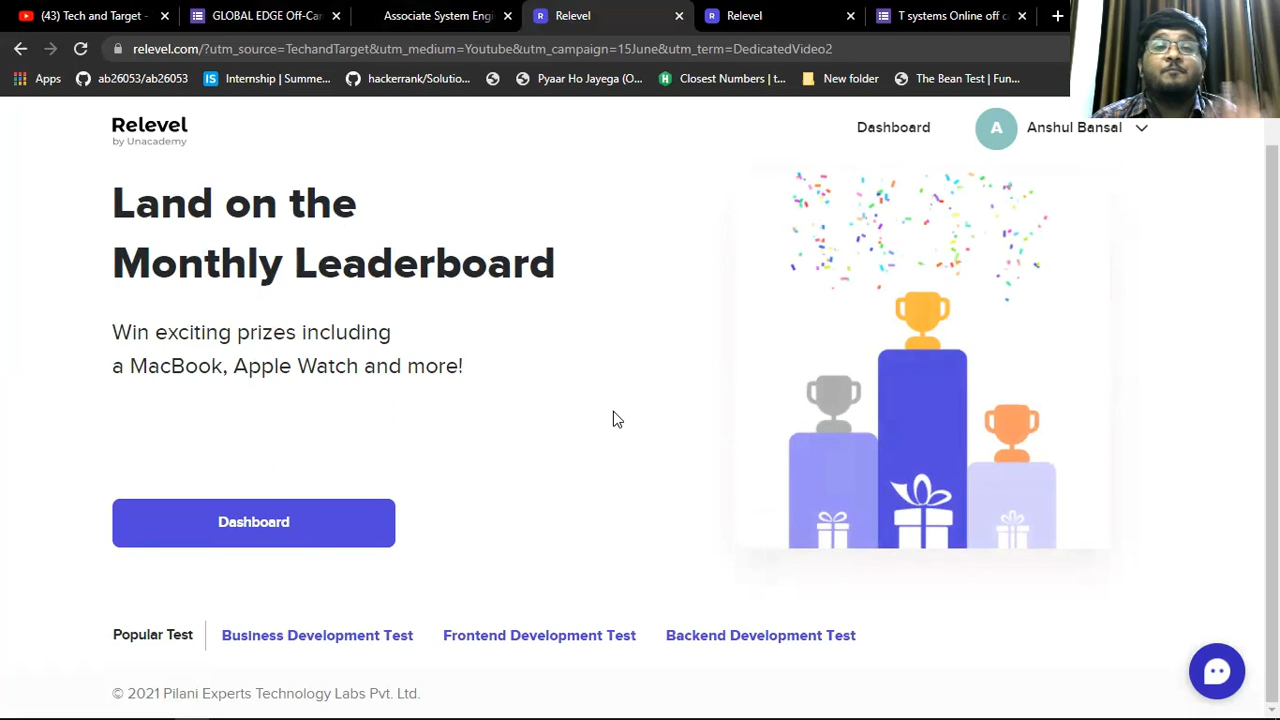 (43) Tech and Target -
GLOBAL EDGE Off-Ca
Associate System Engi
Relevel
Relevel
T systems Online off c
relevel.com/?utm_source=TechandTarget&utm_medium=Youtube&utm_campaign=15June&utm_term=DedicatedVideo2
Apps
ab26053/ab26053
IS
Internship | Summe...
hackerrank/Solutio...
Pyaar Ho Jayega (O...
Closest Numbers | t...
New folder
The Bean Test | Fun...
Relevel
by Unacademy
Dashboard
A
Anshul Bansal
Land on the
Monthly Leaderboard
Win exciting prizes including
a MacBook, Apple Watch and more!
Dashboard
Popular Test
Business Development Test
Frontend Development Test
Backend Development Test
© 2021 Pilani Experts Technology Labs Pvt. Ltd.